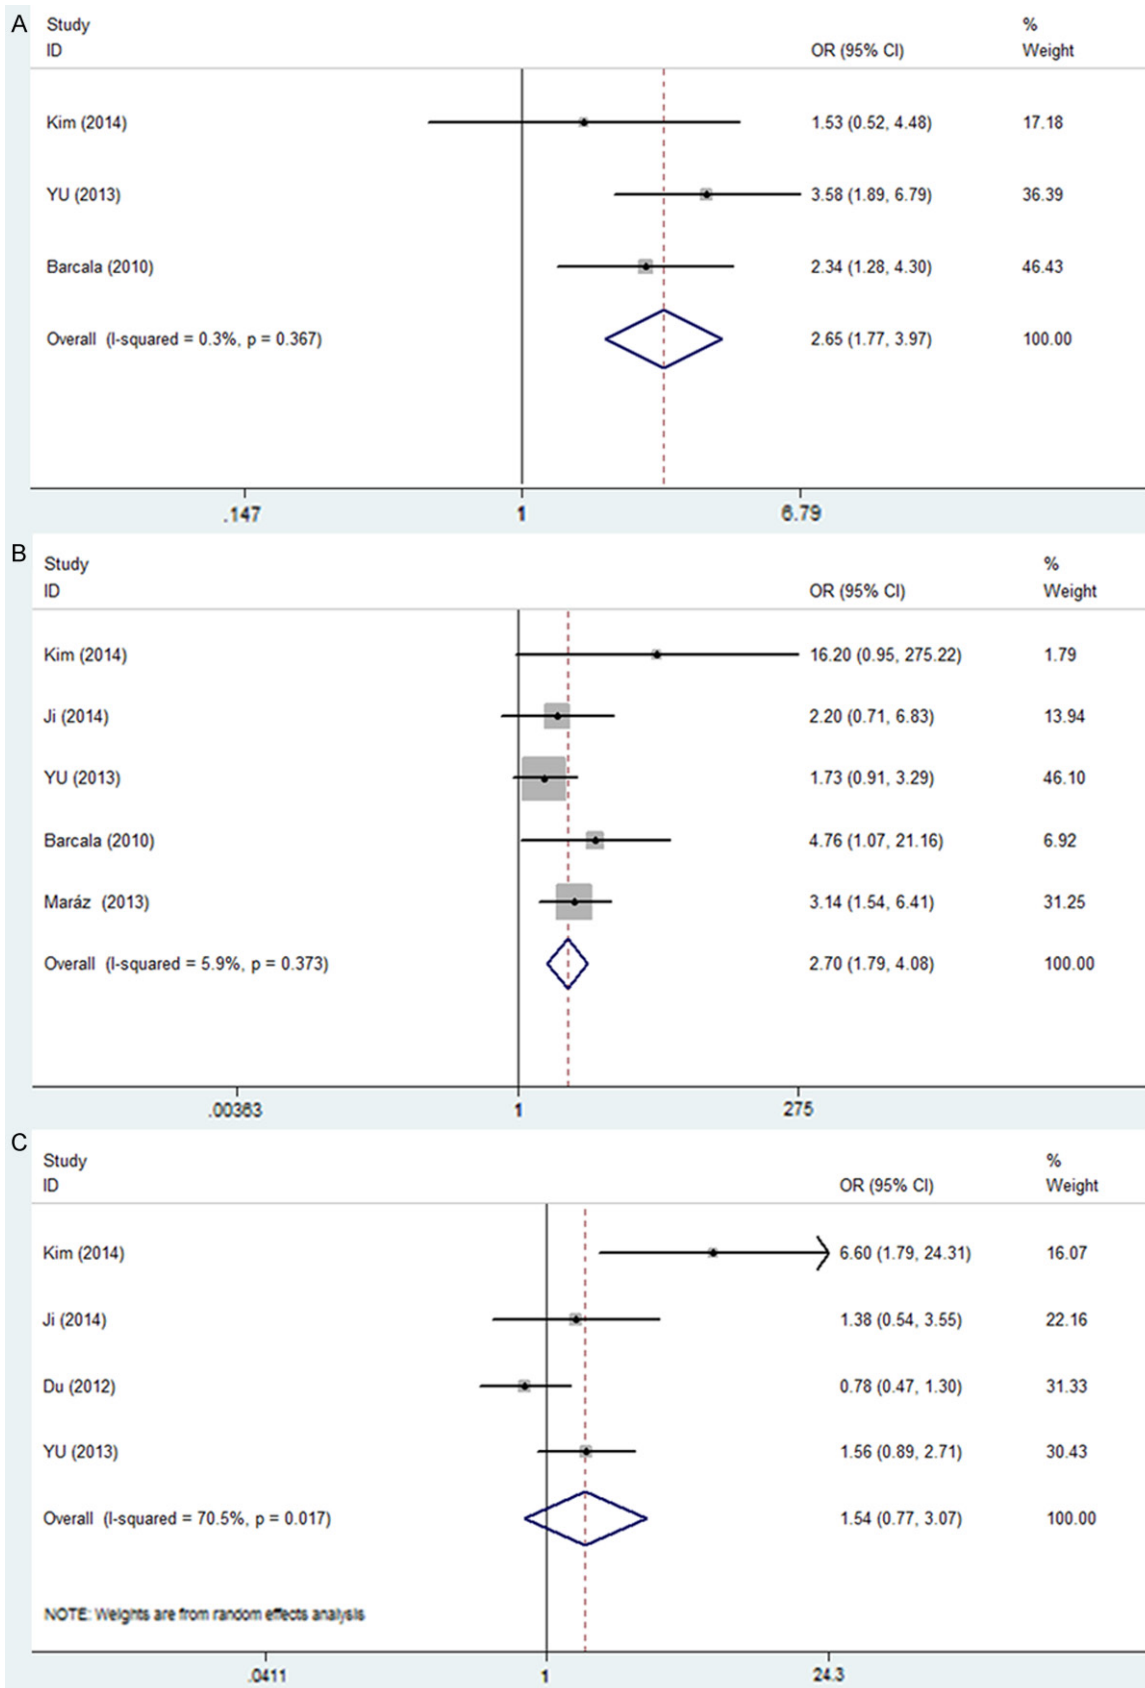 A
Study %
ID OR (95% CI) Weight
Kim (2014) 1.53 (0.52, 4.48) 17.18
YU (2013) 3.58 (1.89, 6.79) 36.39
Barcala (2010) 2.34 (1.28, 4.30) 46.43
Overall (I-squared = 0.3%, p = 0.367) 2.65 (1.77, 3.97) 100.00
.147 1 6.79
B
Study %
ID OR (95% CI) Weight
Kim (2014) 16.20 (0.95, 275.22) 1.79
Ji (2014) 2.20 (0.71, 6.83) 13.94
YU (2013) 1.73 (0.91, 3.29) 46.10
Barcala (2010) 4.76 (1.07, 21.16) 6.92
Maráz (2013) 3.14 (1.54, 6.41) 31.25
Overall (I-squared = 5.9%, p = 0.373) 2.70 (1.79, 4.08) 100.00
.00363 1 275
C
Study %
ID OR (95% CI) Weight
Kim (2014) 6.60 (1.79, 24.31) 16.07
Ji (2014) 1.38 (0.54, 3.55) 22.16
Du (2012) 0.78 (0.47, 1.30) 31.33
YU (2013) 1.56 (0.89, 2.71) 30.43
Overall (I-squared = 70.5%, p = 0.017) 1.54 (0.77, 3.07) 100.00
NOTE: Weights are from random effects analysis
.0411 1 24.3